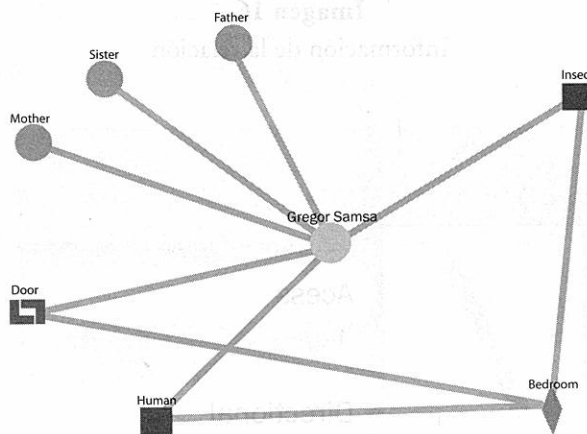 Father
Sister
Insec
Mother
Gregor Samsa
Door
Bedroom
Human